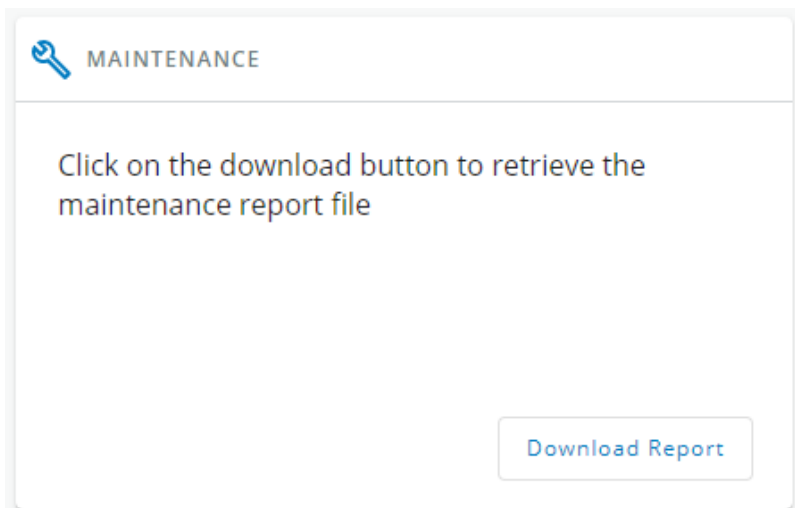 MAINTENANCE
Click on the download button to retrieve the
maintenance report file
Download Report